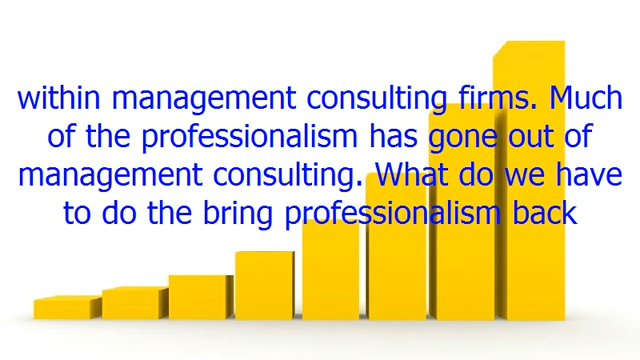 within management consulting firms. Much
of the professionalism has gone out of
management consulting. What do we have
to do the bring professionalism back